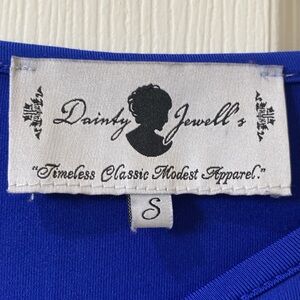 Dainty Jewell's
"Timeless Classic Modest Apparel."
S